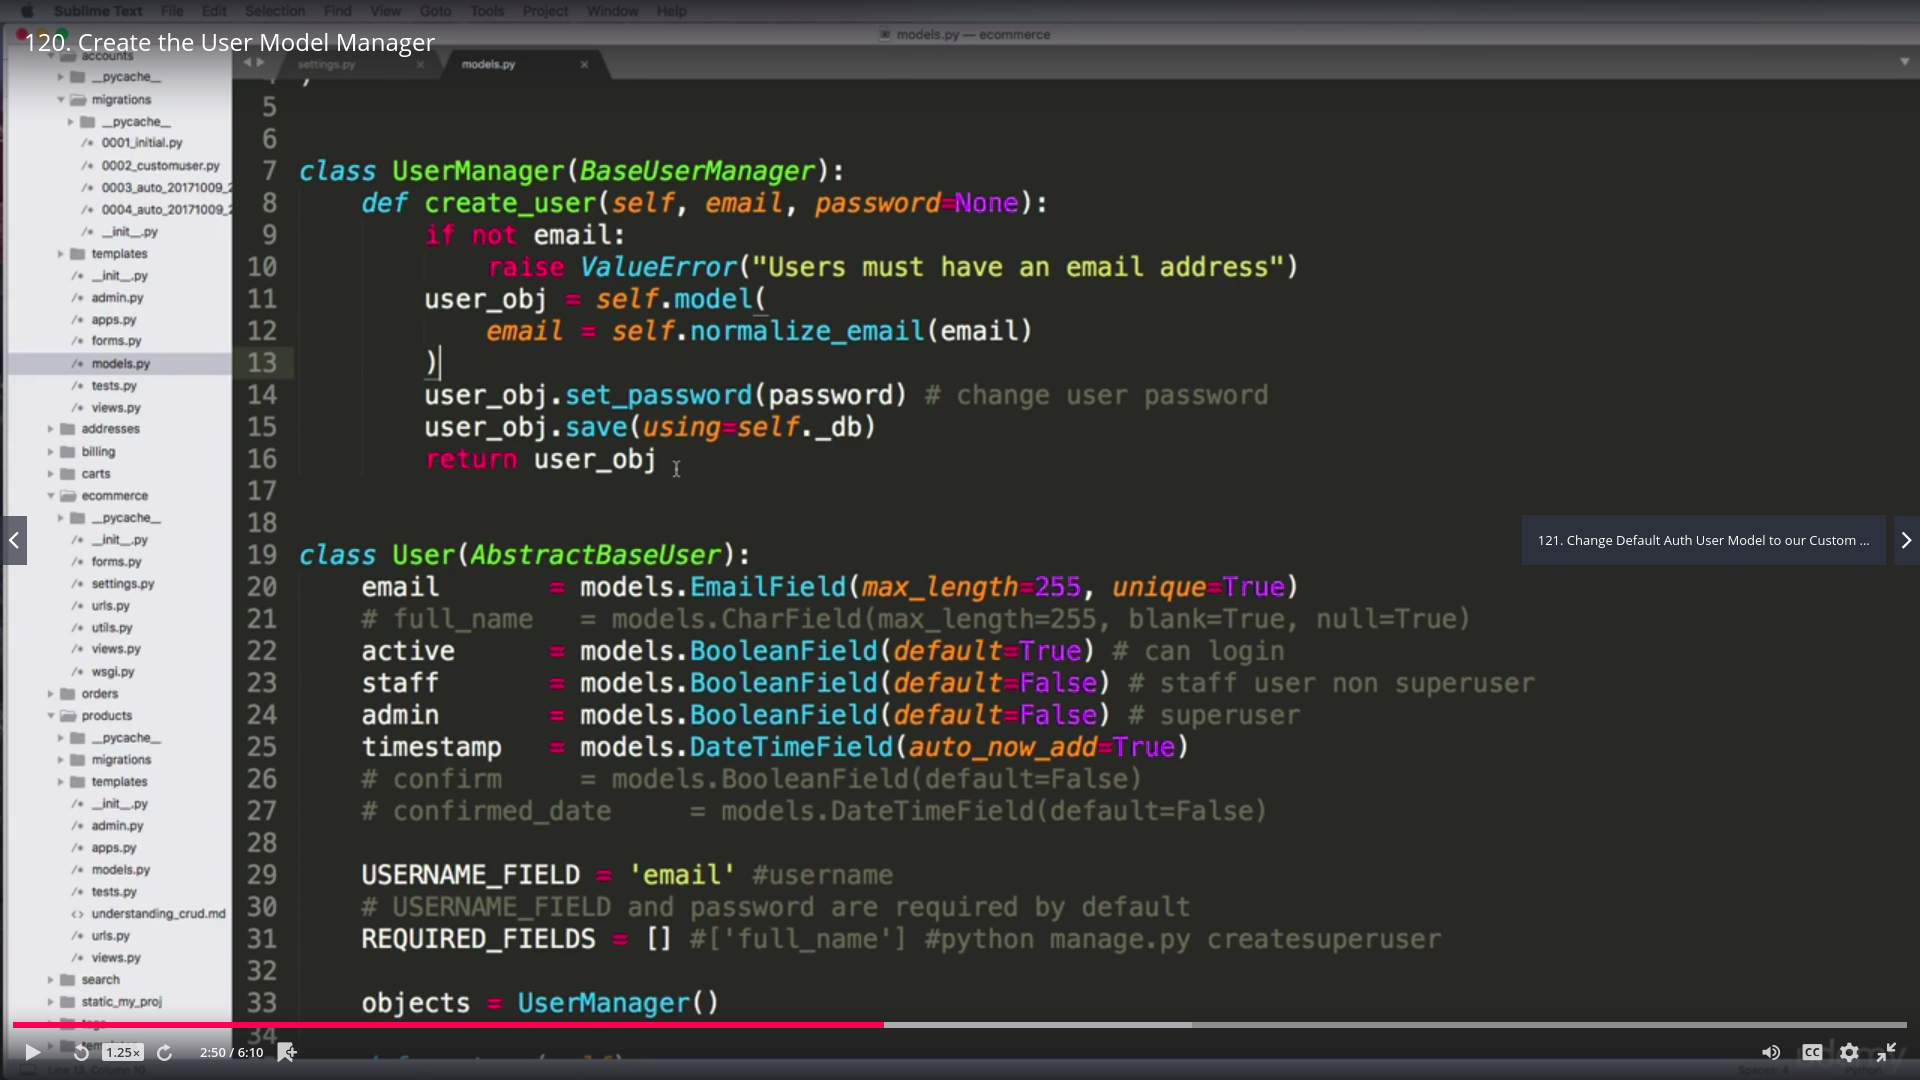 Sublime Text File Edit Selection Find View Goto Tools Project Window Help
120. Create the User Model Manager
models.py — ecommerce
settings.py
models.py
accounts
__pycache__
migrations
__pycache__
0001_initial.py
0002_customuser.py
0003_auto_20171009_2
0004_auto_20171009_2
__init__.py
templates
__init__.py
admin.py
apps.py
forms.py
models.py
tests.py
views.py
addresses
billing
carts
ecommerce
__pycache__
__init__.py
forms.py
settings.py
urls.py
utils.py
views.py
wsgi.py
orders
products
__pycache__
migrations
templates
__init__.py
admin.py
apps.py
models.py
tests.py
understanding_crud.md
urls.py
views.py
search
static_my_proj
tags
5
6
7 class UserManager(BaseUserManager):
8 def create_user(self, email, password=None):
9 if not email:
10 raise ValueError("Users must have an email address")
11 user_obj = self.model(
12 email = self.normalize_email(email)
13 )
14 user_obj.set_password(password) # change user password
15 user_obj.save(using=self._db)
16 return user_obj
17
18
19 class User(AbstractBaseUser):
20 email = models.EmailField(max_length=255, unique=True)
21 # full_name = models.CharField(max_length=255, blank=True, null=True)
22 active = models.BooleanField(default=True) # can login
23 staff = models.BooleanField(default=False) # staff user non superuser
24 admin = models.BooleanField(default=False) # superuser
25 timestamp = models.DateTimeField(auto_now_add=True)
26 # confirm = models.BooleanField(default=False)
27 # confirmed_date = models.DateTimeField(default=False)
28
29 USERNAME_FIELD = 'email' #username
30 # USERNAME_FIELD and password are required by default
31 REQUIRED_FIELDS = [] #['full_name'] #python manage.py createsuperuser
32
33 objects = UserManager()
34
121. Change Default Auth User Model to our Custom ...
1.25x
2:50 / 6:10
CC
udemy
Line 13, Column 10
Spaces: 4
Python